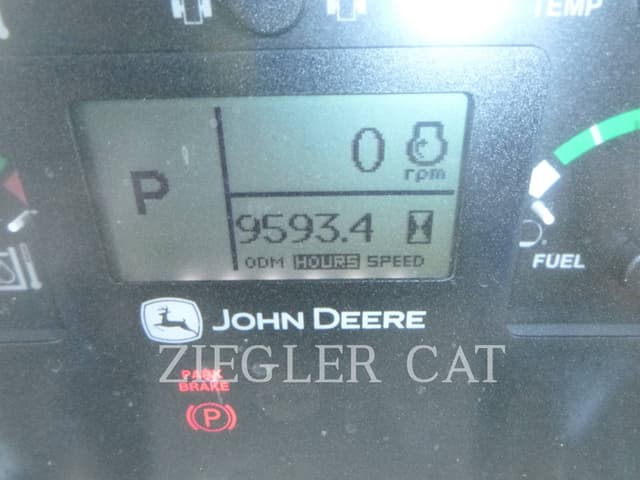 TEMP
P
0
rpm
9593.4
ODM HOURS SPEED
FUEL
JOHN DEERE
ZIEGLER CAT
PARK
BRAKE
P